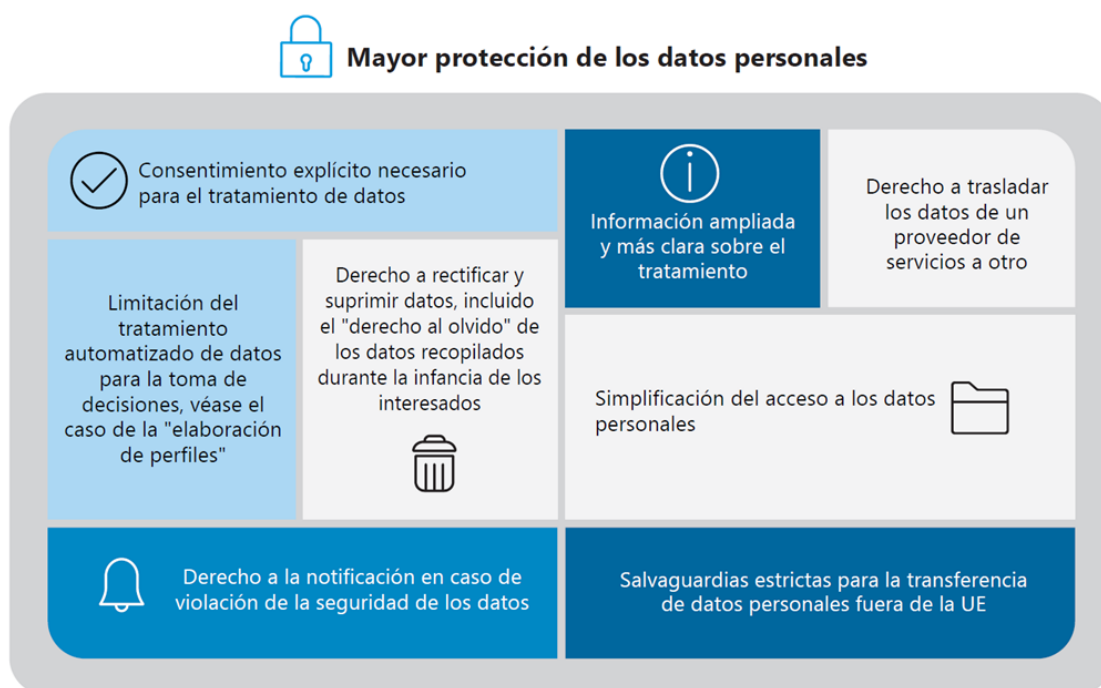 Mayor protección de los datos personales
Consentimiento explícito necesario
para el tratamiento de datos
Información ampliada
y más clara sobre el
tratamiento
Derecho a trasladar
los datos de un
proveedor de
servicios a otro
Limitación del
tratamiento
automatizado de datos
para la toma de
decisiones, véase el
caso de la "elaboración
de perfiles"
Derecho a rectificar y
suprimir datos, incluido
el "derecho al olvido" de
los datos recopilados
durante la infancia de los
interesados
Simplificación del acceso a los datos
personales
Derecho a la notificación en caso de
violación de la seguridad de los datos
Salvaguardias estrictas para la transferencia
de datos personales fuera de la UE